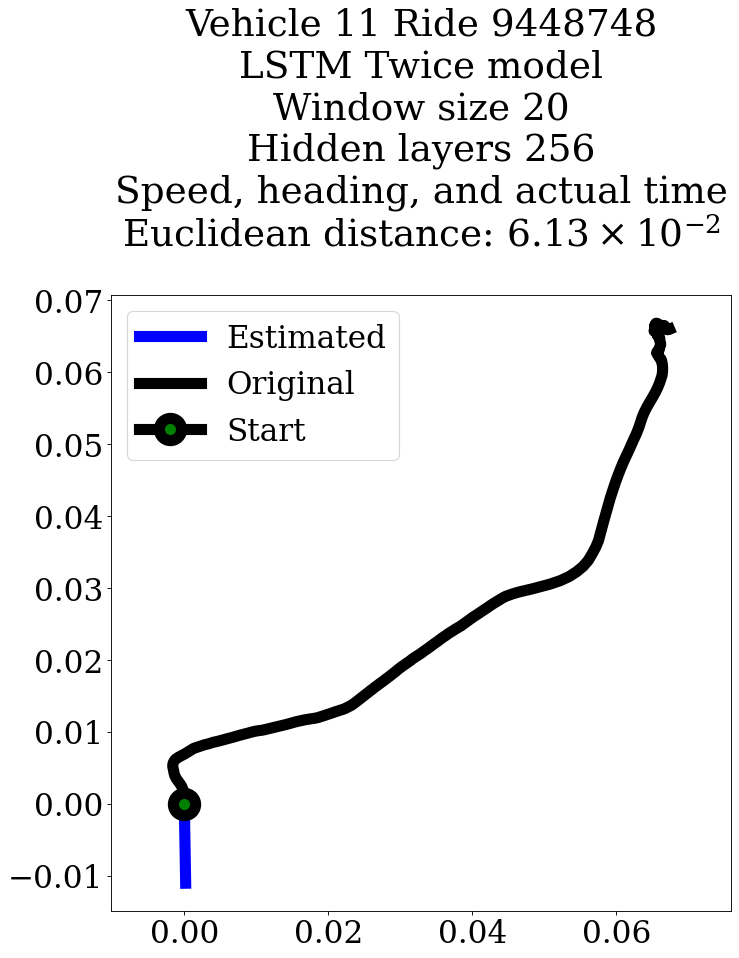 Vehicle 11 Ride 9448748
LSTM Twice model
Window size 20
Hidden layers 256
Speed, heading, and actual time
Euclidean distance: 6.13 × 10⁻²
0.07
Estimated
Original
Start
0.06
0.05
0.04
0.03
0.02
0.01
0.00
−0.01
0.00 0.02 0.04 0.06